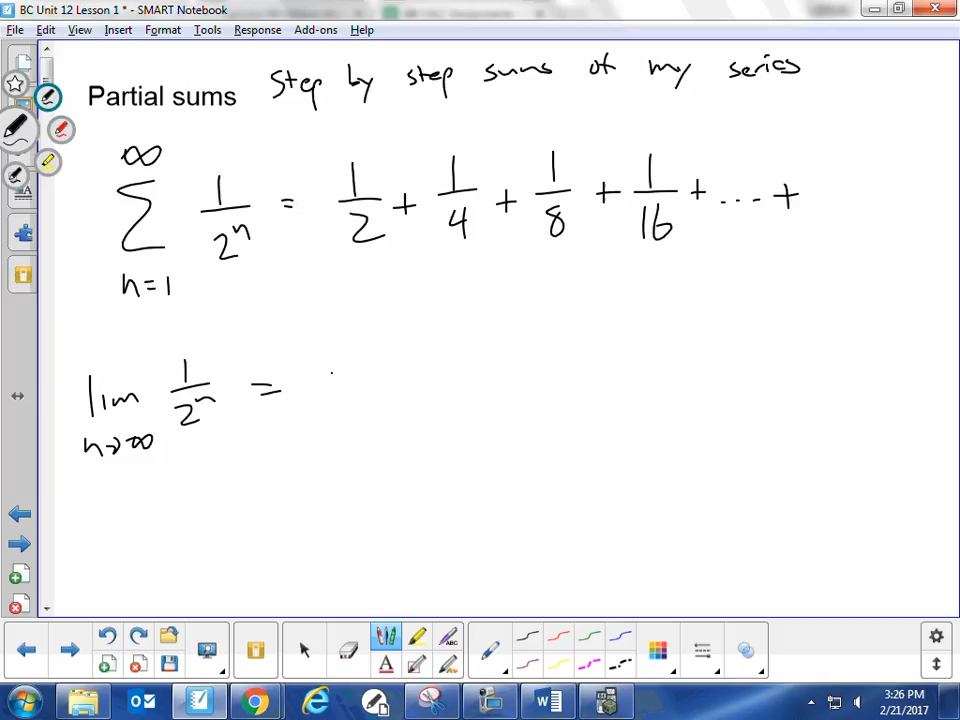 BC Unit 12 Lesson 1 * - SMART Notebook
File Edit View Insert Format Tools Response Add-ons Help
Step by step sums of my series
Partial sums
∞
∑ 1/2^n = 1/2 + 1/4 + 1/8 + 1/16 + ... +
n=1
lim 1/2^n =
n→∞
3:26 PM
2/21/2017